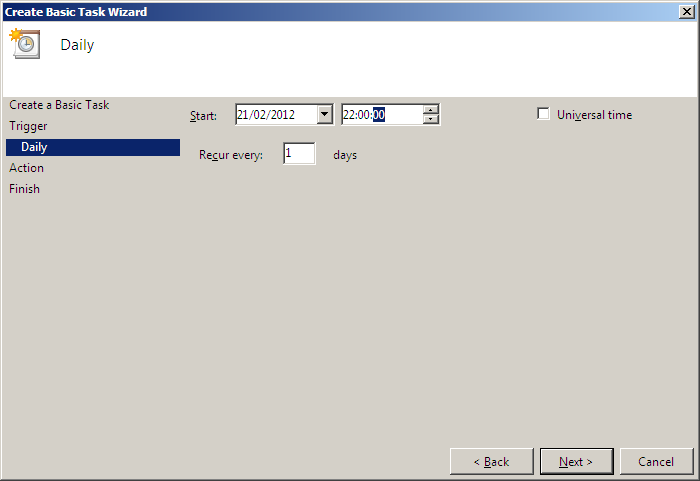 Create Basic Task Wizard
Daily
Create a Basic Task
Trigger
Daily
Action
Finish
Start: 21/02/2012 22:00:00 Universal time
Recur every: 1 days
< Back Next > Cancel